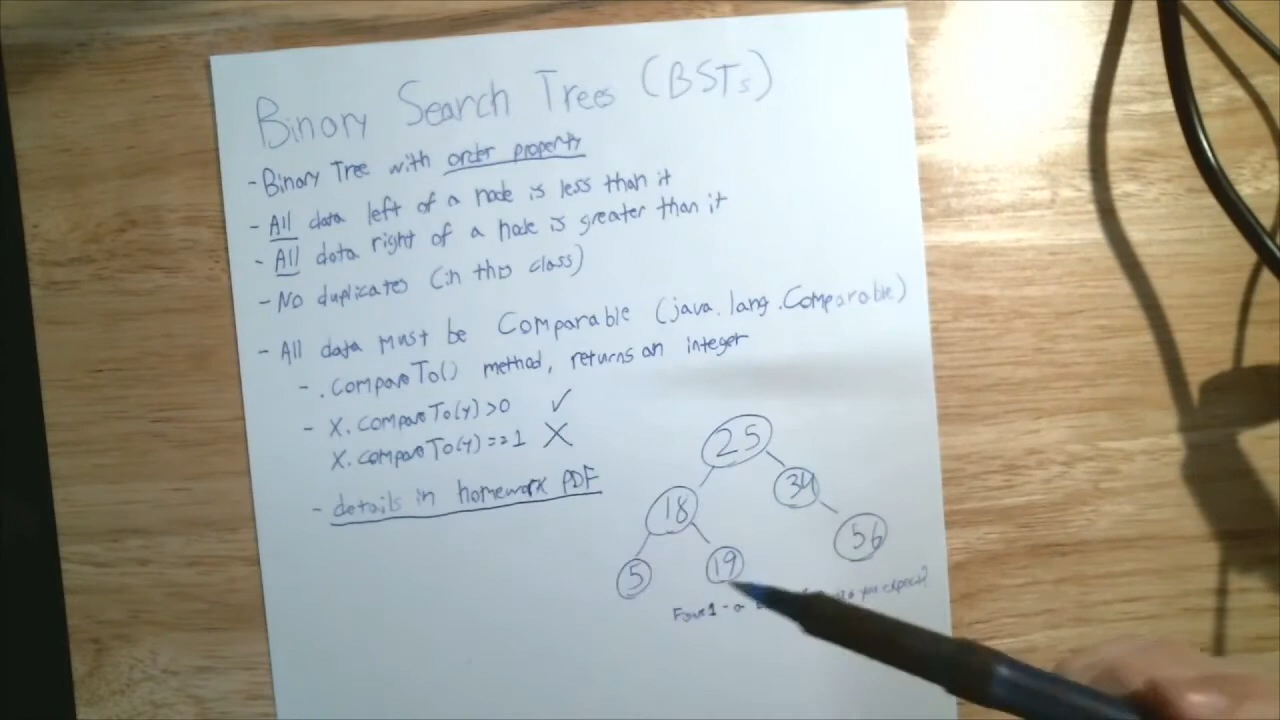 Binary Search Trees (BSTs)
- Binary Tree with order property
- All data left of a node is less than it
- All data right of a node is greater than it
- No duplicates (in this class)
- All data must be Comparable (java.lang.Comparable)
- .compareTo() method, returns an integer
- X.compareTo(Y) > 0 ✓
X.compareTo(Y) == 1 X
- details in homework PDF
25
18 34
5 19 56
you expect?